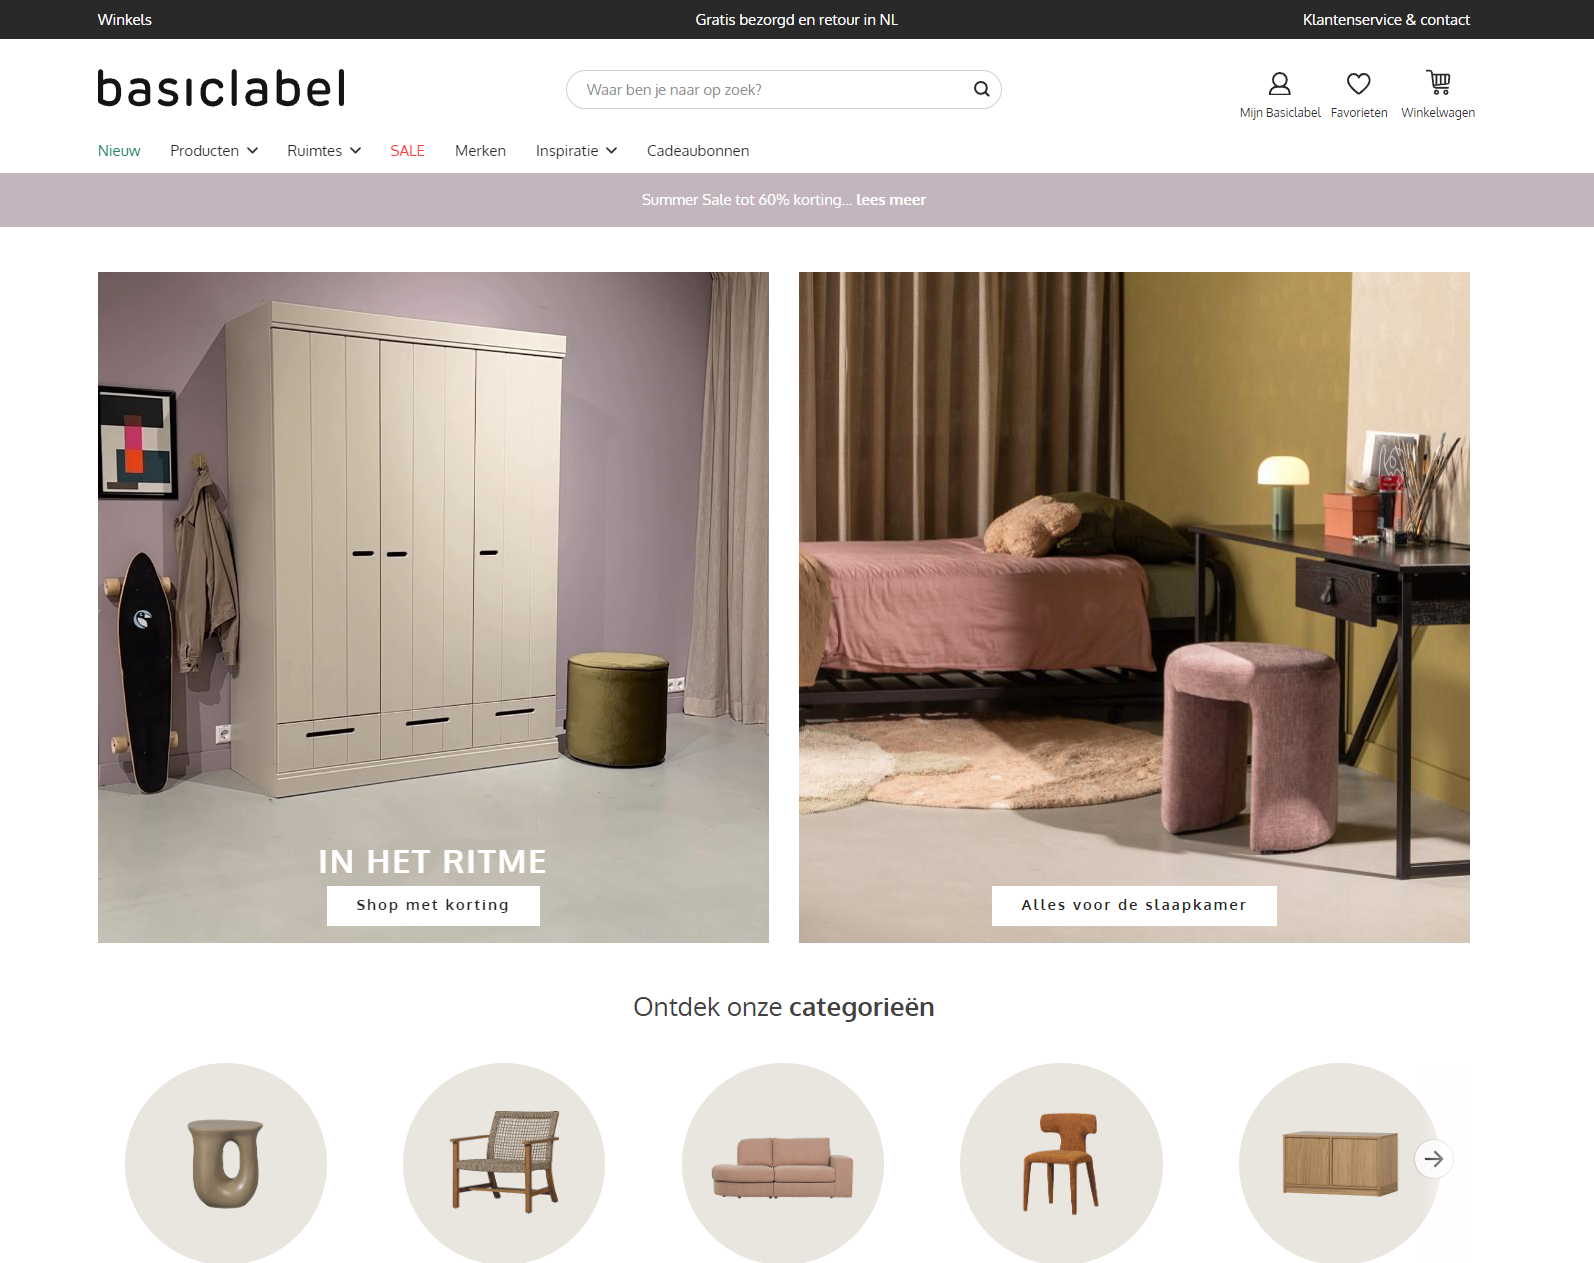 Winkels
Gratis bezorgd en retour in NL
Klantenservice & contact
basiclabel
Waar ben je naar op zoek?
Mijn Basiclabel
Favorieten
Winkelwagen
Nieuw
Producten
Ruimtes
SALE
Merken
Inspiratie
Cadeaubonnen
Summer Sale tot 60% korting... lees meer
IN HET RITME
Shop met korting
Alles voor de slaapkamer
Ontdek onze categorieën